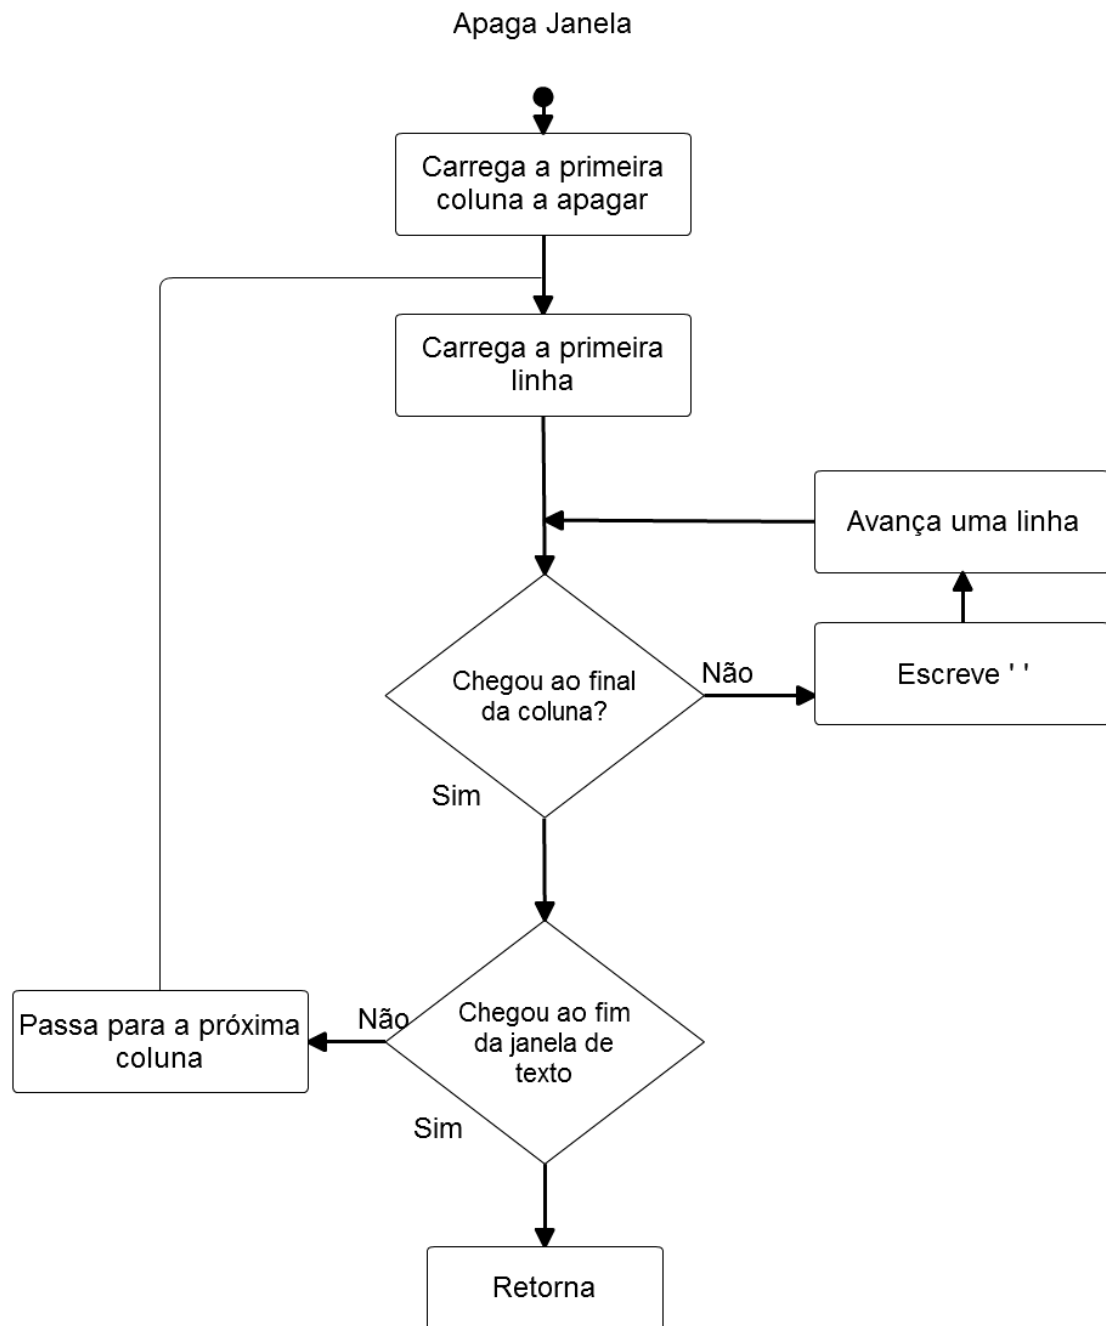 Apaga Janela
Carrega a primeira
coluna a apagar
Carrega a primeira
linha
Avança uma linha
Escreve ' '
Não
Chegou ao final
da coluna?
Sim
Chegou ao fim
da janela de
texto
Não
Passa para a próxima
coluna
Sim
Retorna